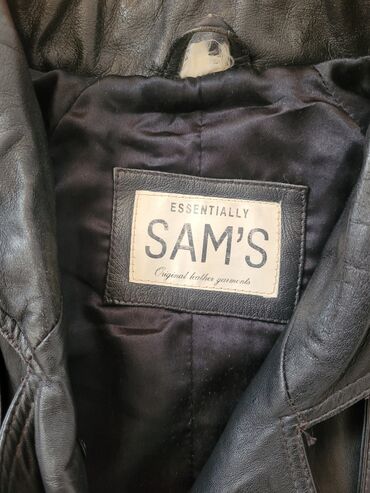 ESSENTIALLY
SAM'S
Original leather garments